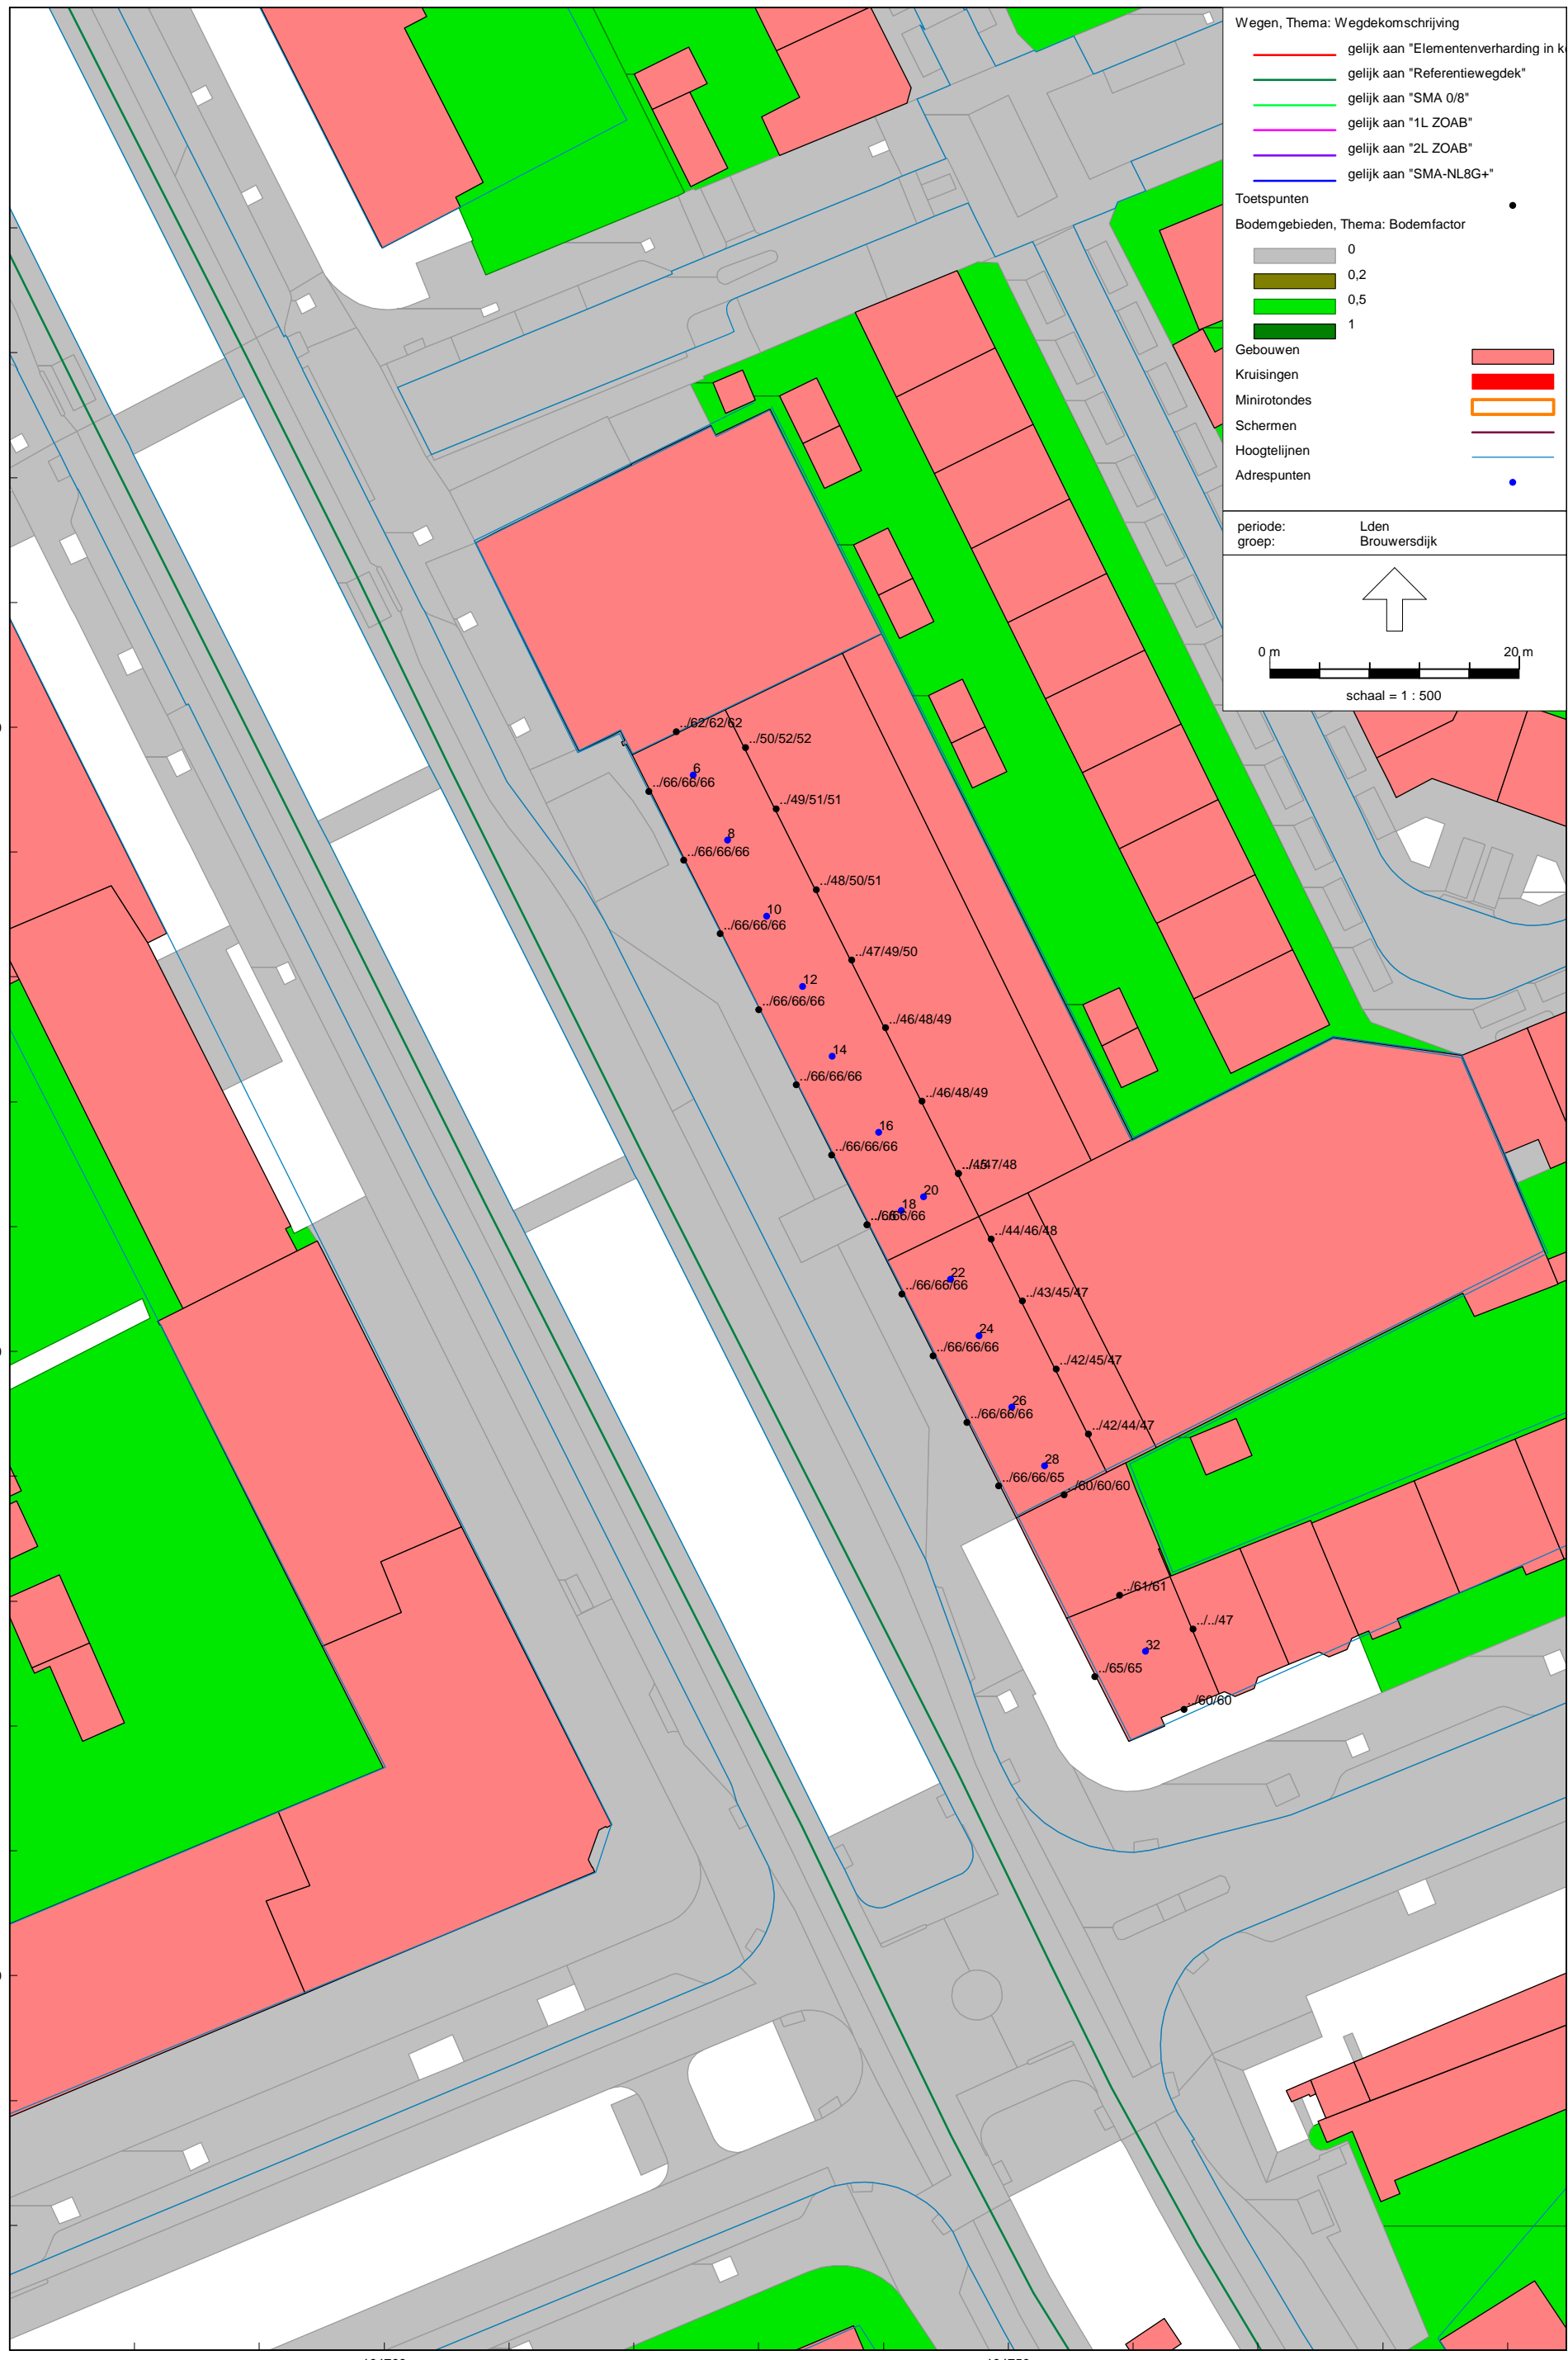 Wegen, Thema: Wegdekomschrijving
gelijk aan "Elementenverharding in k
gelijk aan "Referentiewegdek"
gelijk aan "SMA 0/8"
gelijk aan "1L ZOAB"
gelijk aan "2L ZOAB"
gelijk aan "SMA-NL8G+"
Toetspunten
Bodemgebieden, Thema: Bodemfactor
0
0,2
0,5
1
Gebouwen
Kruisingen
Minirotondes
Schermen
Hoogtelijnen
Adrespunten
periode: Lden
groep: Brouwersdijk
0 m 20 m
schaal = 1 : 500
../62/62/62
../50/52/52
6
../66/66/66
../49/51/51
8
../66/66/66
../48/50/51
10
../66/66/66
../47/49/50
12
../66/66/66
../46/48/49
14
../66/66/66
../46/48/49
16
../66/66/66
../47/48
20
18
../44/46/48
22
../66/66/66
../43/45/47
24
../66/66/66
../42/45/47
26
../66/66/66
../42/44/47
28
../66/66/65
../60/60/60
../61/61
../../47
32
../65/65
../60/60